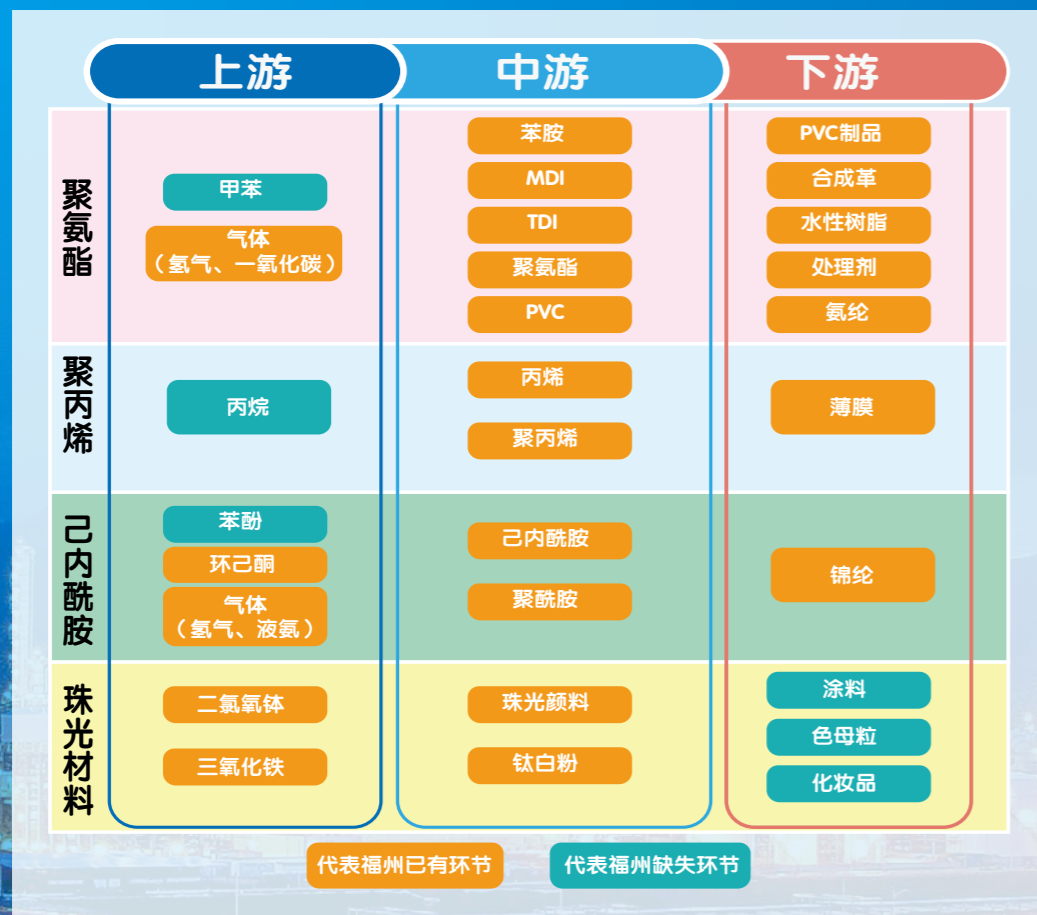 上游
中游
下游
聚氨酯
甲苯
气体
（氢气、一氧化碳）
苯胺
MDI
TDI
聚氨酯
PVC
PVC制品
合成革
水性树脂
处理剂
氨纶
聚丙烯
丙烷
丙烯
聚丙烯
薄膜
己内酰胺
苯酚
环己酮
气体
（氢气、液氨）
己内酰胺
聚酰胺
锦纶
珠光材料
二氯氧钵
三氧化铁
珠光颜料
钛白粉
涂料
色母粒
化妆品
代表福州已有环节
代表福州缺失环节